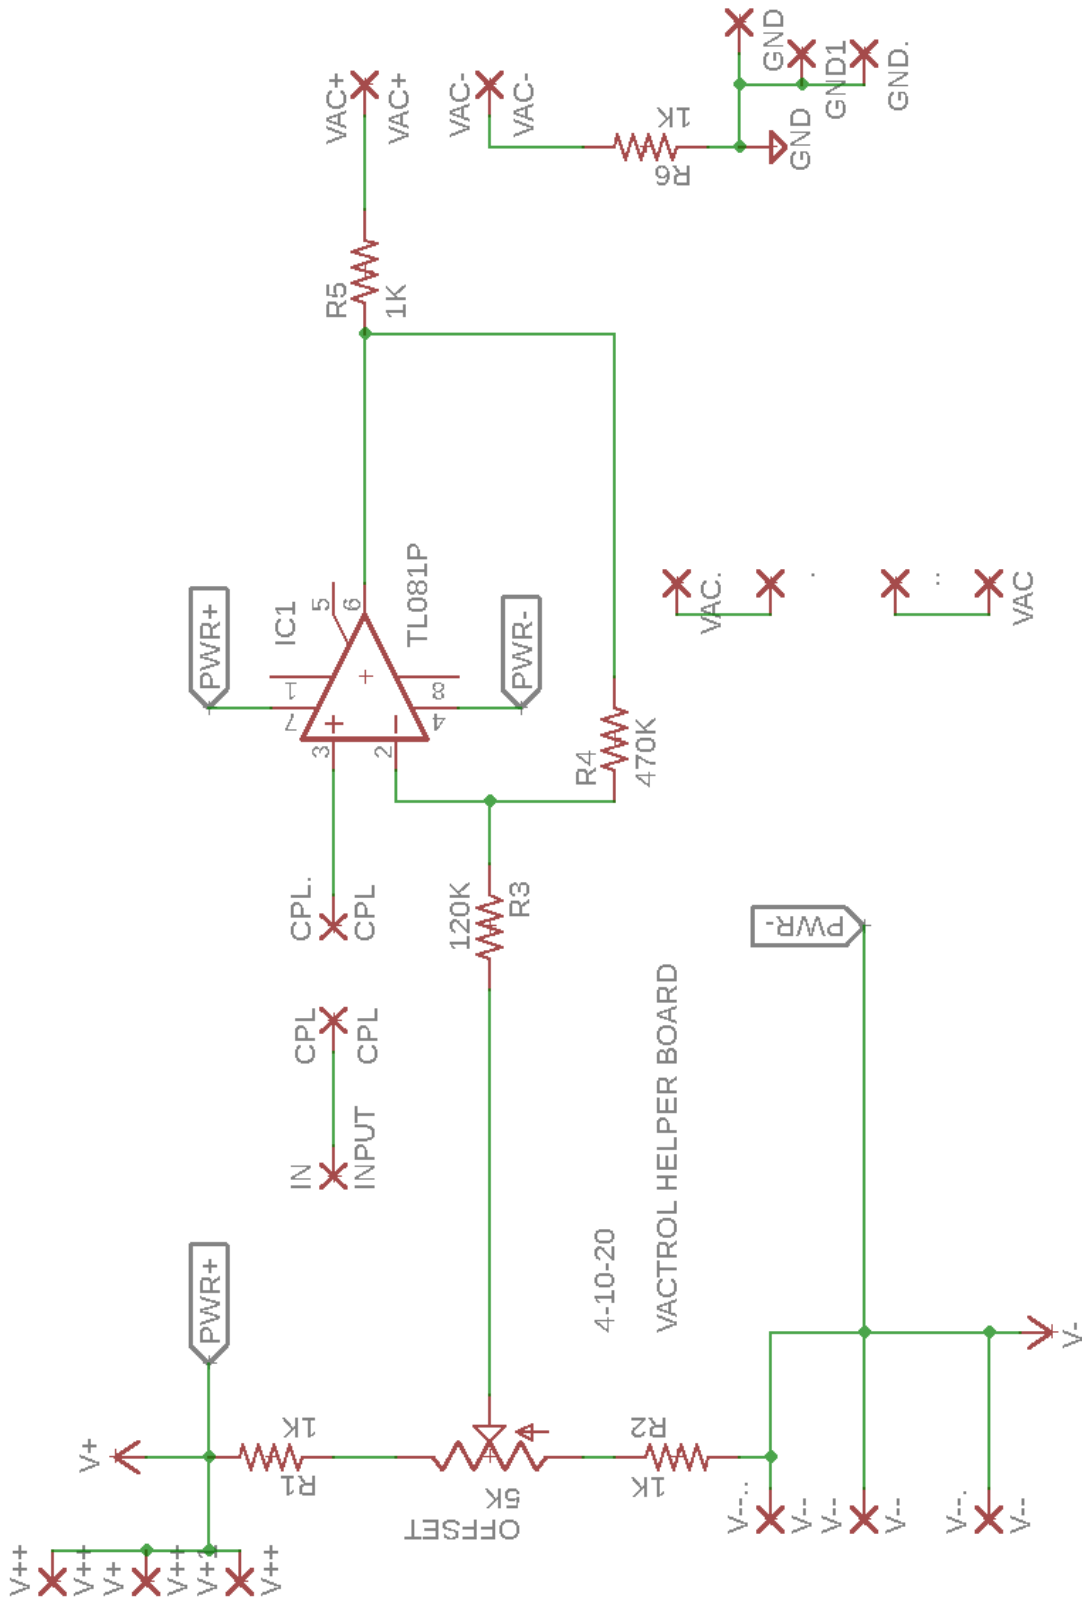 V++
V++
V+
V++
V++
V+
PWR+
R1
1K
OFFSET
5K
R2
1K
V--:
V--
V--
V--
V--.
V--
V-
PWR-
4-10-20
VACTROL HELPER BOARD
IN
INPUT
CPL
CPL
CPL.
CPL
120K
R3
PWR+
IC1
TL081P
PWR-
3
2
7
1
5
6
8
4
R4
470K
R5
1K
VAC+
VAC+
VAC-
VAC-
R6
1K
GND
GND1
GND.
GND
VAC.
.
:
VAC